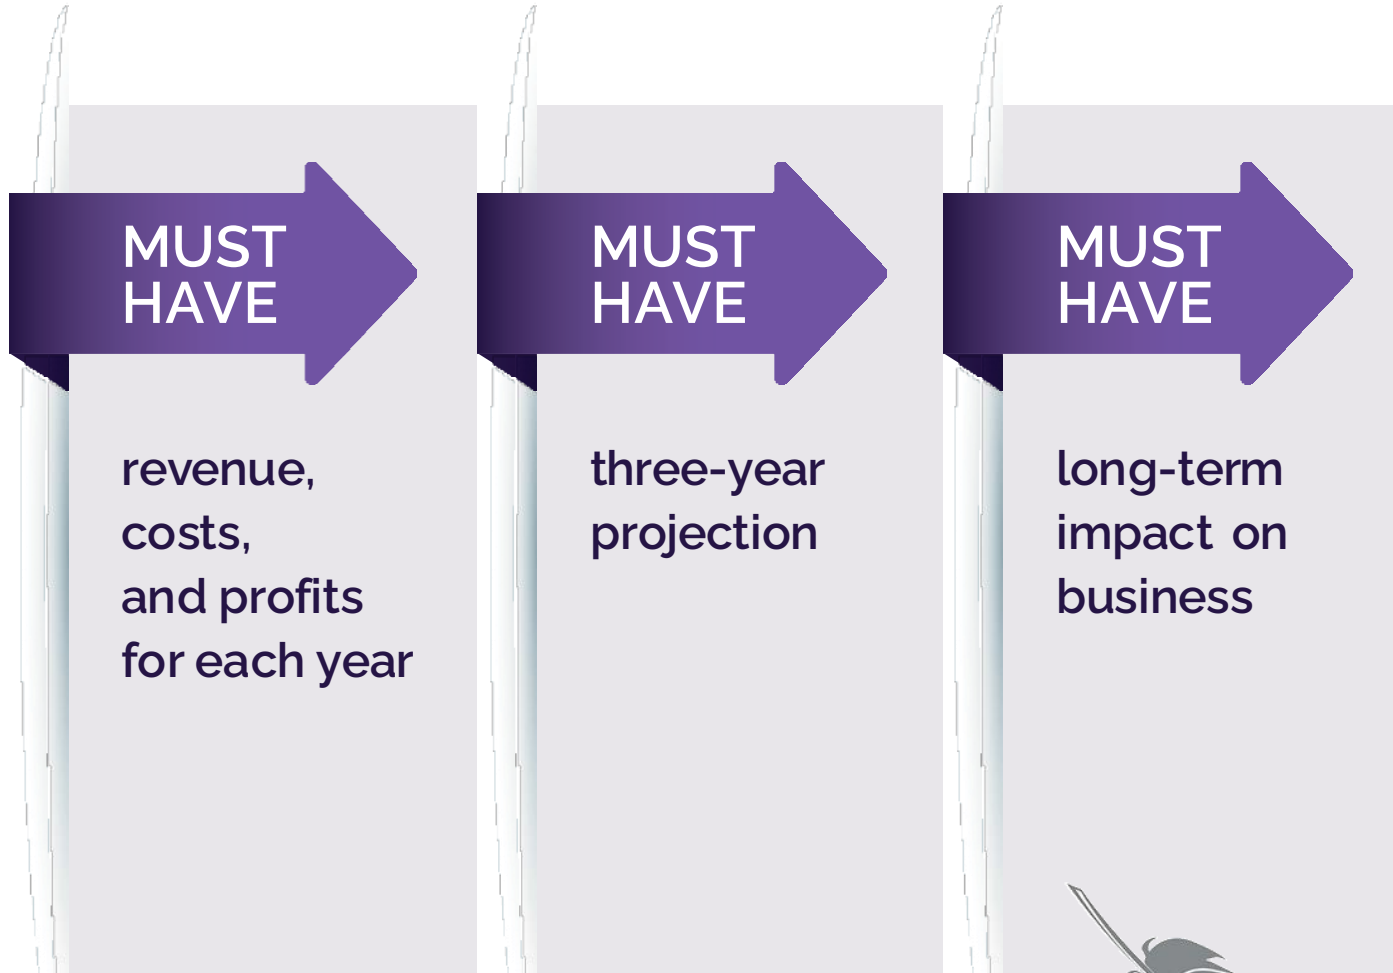 MUST
HAVE
revenue,
costs,
and profits
for each year
MUST
HAVE
three-year
projection
MUST
HAVE
long-term
impact on
business